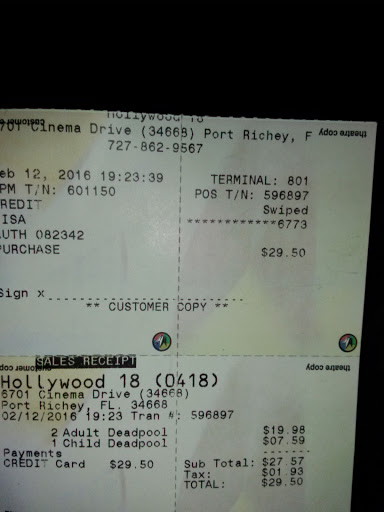 Hollywood 18
6701 Cinema Drive (34668) Port Richey, F
customer copy theatre copy
727-862-9567
eb 12, 2016 19:23:39 TERMINAL: 801
PM T/N: 601150 POS T/N: 596897
REDIT Swiped
ISA ************6773
UTH 082342
PURCHASE $29.50
Sign x
** CUSTOMER COPY **
SALES RECEIPT
customer copy theatre copy
Hollywood 18 (0418)
6701 Cinema Drive (34668)
Port Richey, FL. 34668
02/12/2016 19:23 Tran #: 596897
2 Adult Deadpool $19.98
1 Child Deadpool $07.59
Payments -------
CREDIT Card $29.50 Sub Total: $27.57
Tax: $01.93
TOTAL: $29.50